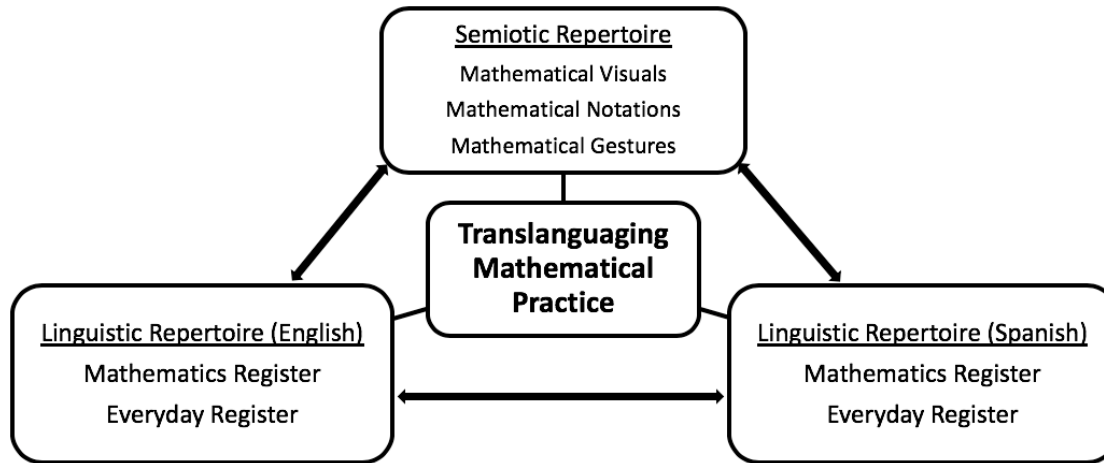 Semiotic Repertoire
Mathematical Visuals
Mathematical Notations
Mathematical Gestures
Translanguaging
Mathematical
Practice
Linguistic Repertoire (English)
Mathematics Register
Everyday Register
Linguistic Repertoire (Spanish)
Mathematics Register
Everyday Register